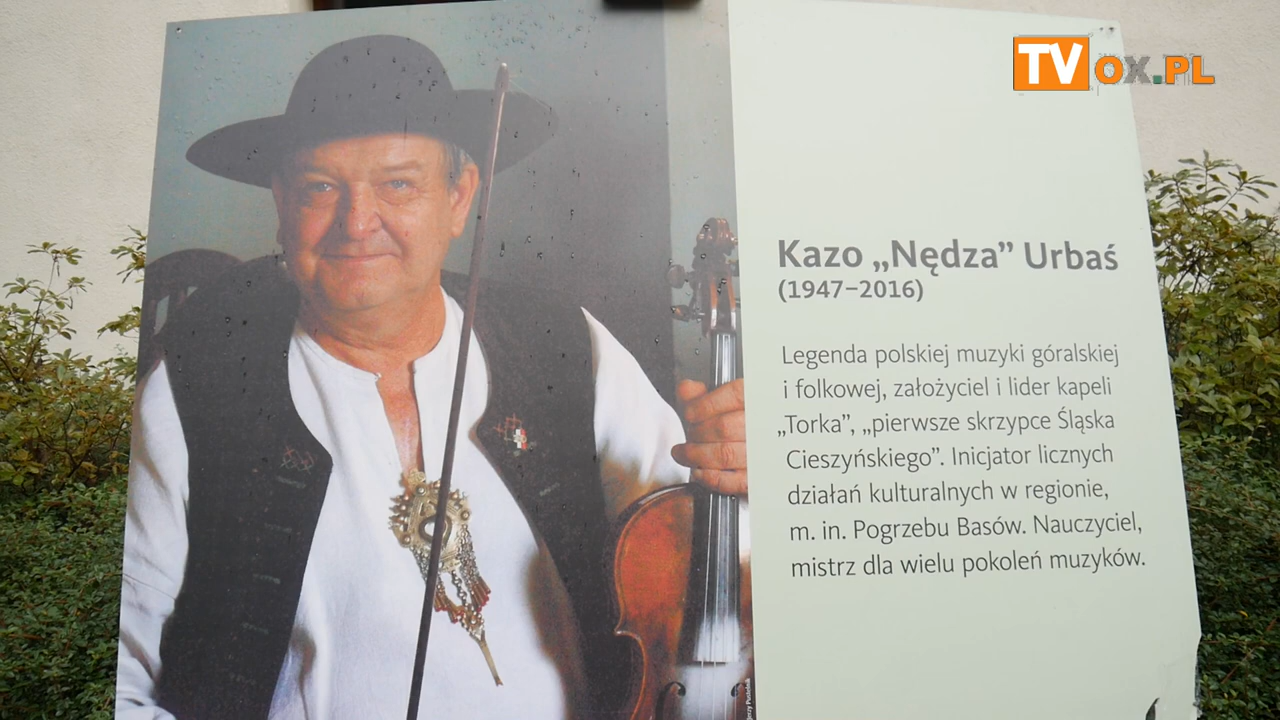 TVox.PL
Kazo „Nędza” Urbaś
(1947–2016)
Legenda polskiej muzyki góralskiej
i folkowej, założyciel i lider kapeli
„Torka”, „pierwsze skrzypce Śląska
Cieszyńskiego”. Inicjator licznych
działań kulturalnych w regionie,
m. in. Pogrzebu Basów. Nauczyciel,
mistrz dla wielu pokoleń muzyków.